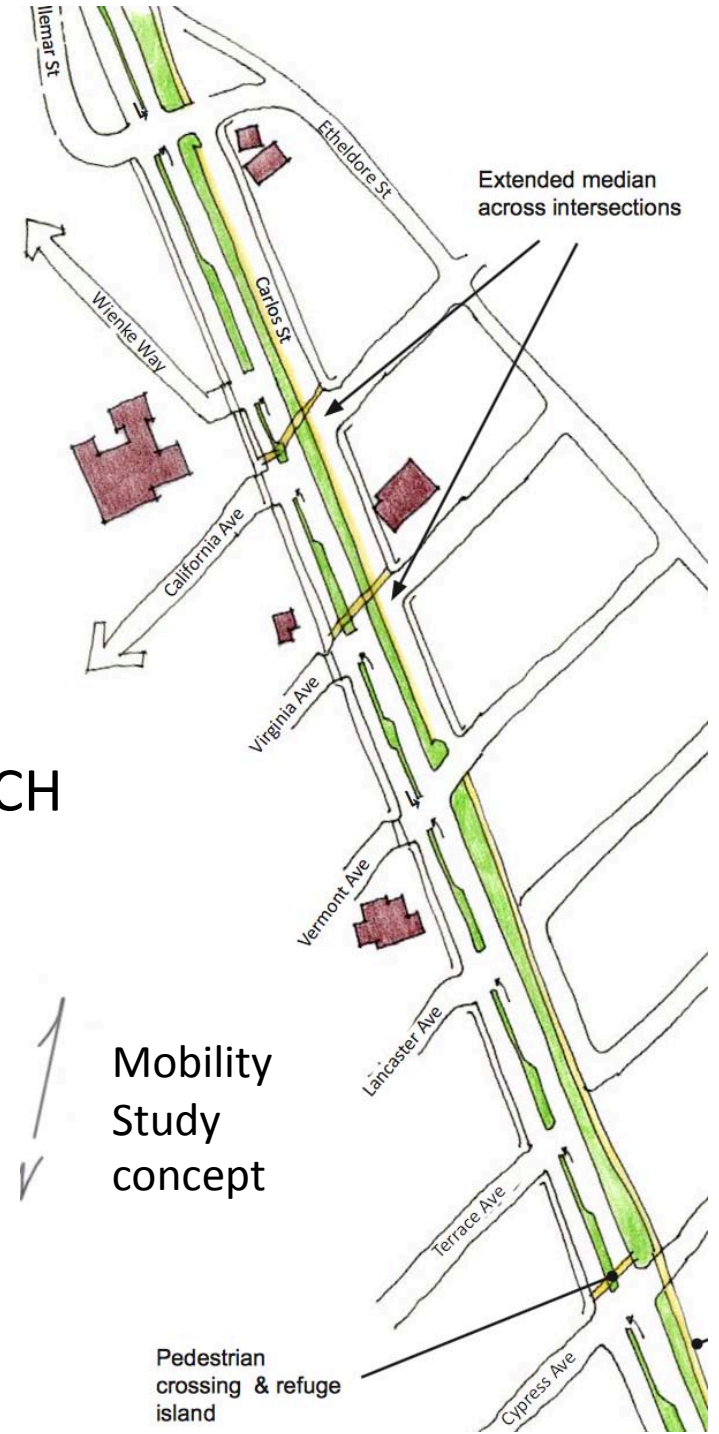 llemar St
Etheldore St
Extended median
across intersections
Wienke Way
Carlos St
California Ave
Virginia Ave
CH
Vermont Ave
Lancaster Ave
Mobility
Study
concept
Terrace Ave
Pedestrian
crossing & refuge
island
Cypress Ave